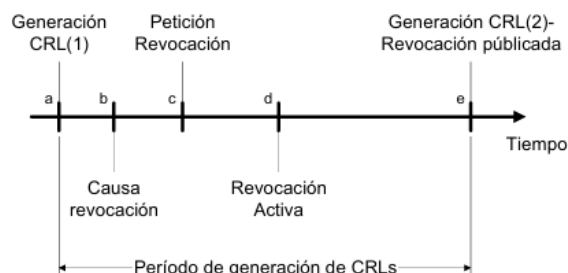 Generación
CRL(1)
Petición
Revocación
Generación CRL(2)-
Revocación públicada
a
b
c
d
e
Tiempo
Causa
revocación
Revocación
Activa
Período de generación de CRLs